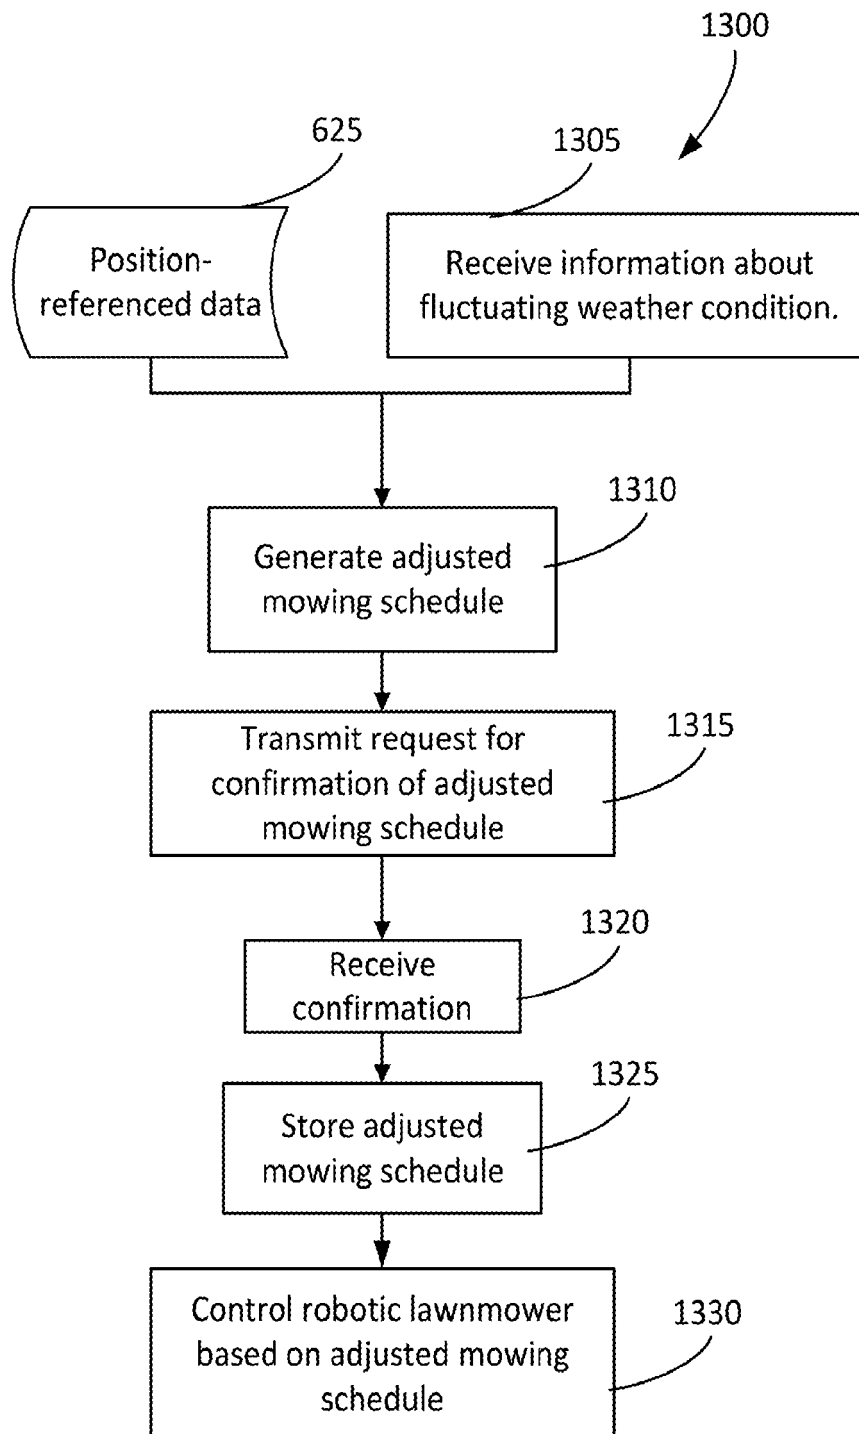 1300
625
1305
Position-
referenced data
Receive information about
fluctuating weather condition.
1310
Generate adjusted
mowing schedule
1315
Transmit request for
confirmation of adjusted
mowing schedule
1320
Receive
confirmation
1325
Store adjusted
mowing schedule
1330
Control robotic lawnmower
based on adjusted mowing
schedule